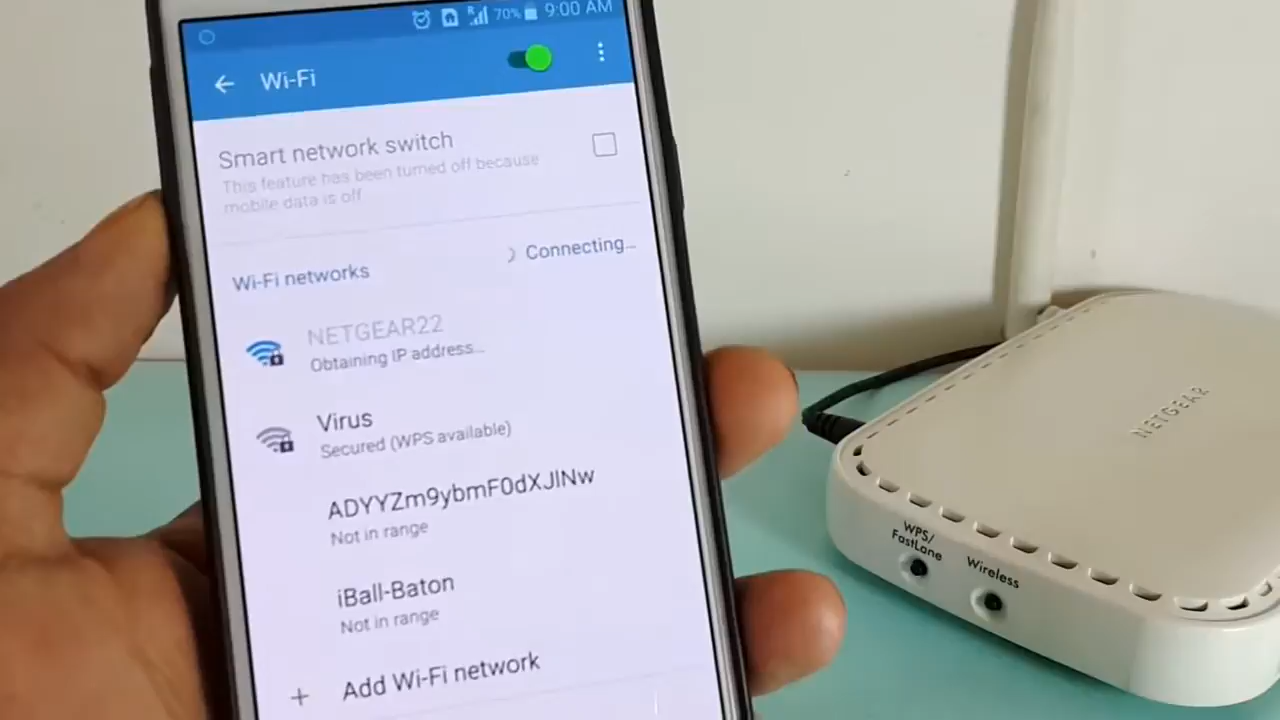 R
70%
9:00 AM
Wi-Fi
Smart network switch
This feature has been turned off because
mobile data is off
Wi-Fi networks
Connecting...
NETGEAR22
Obtaining IP address...
Virus
Secured (WPS available)
ADYYZm9ybmF0dXJlNw
Not in range
iBall-Baton
Not in range
+ Add Wi-Fi network
NETGEAR
WPS/
FastLane
Wireless